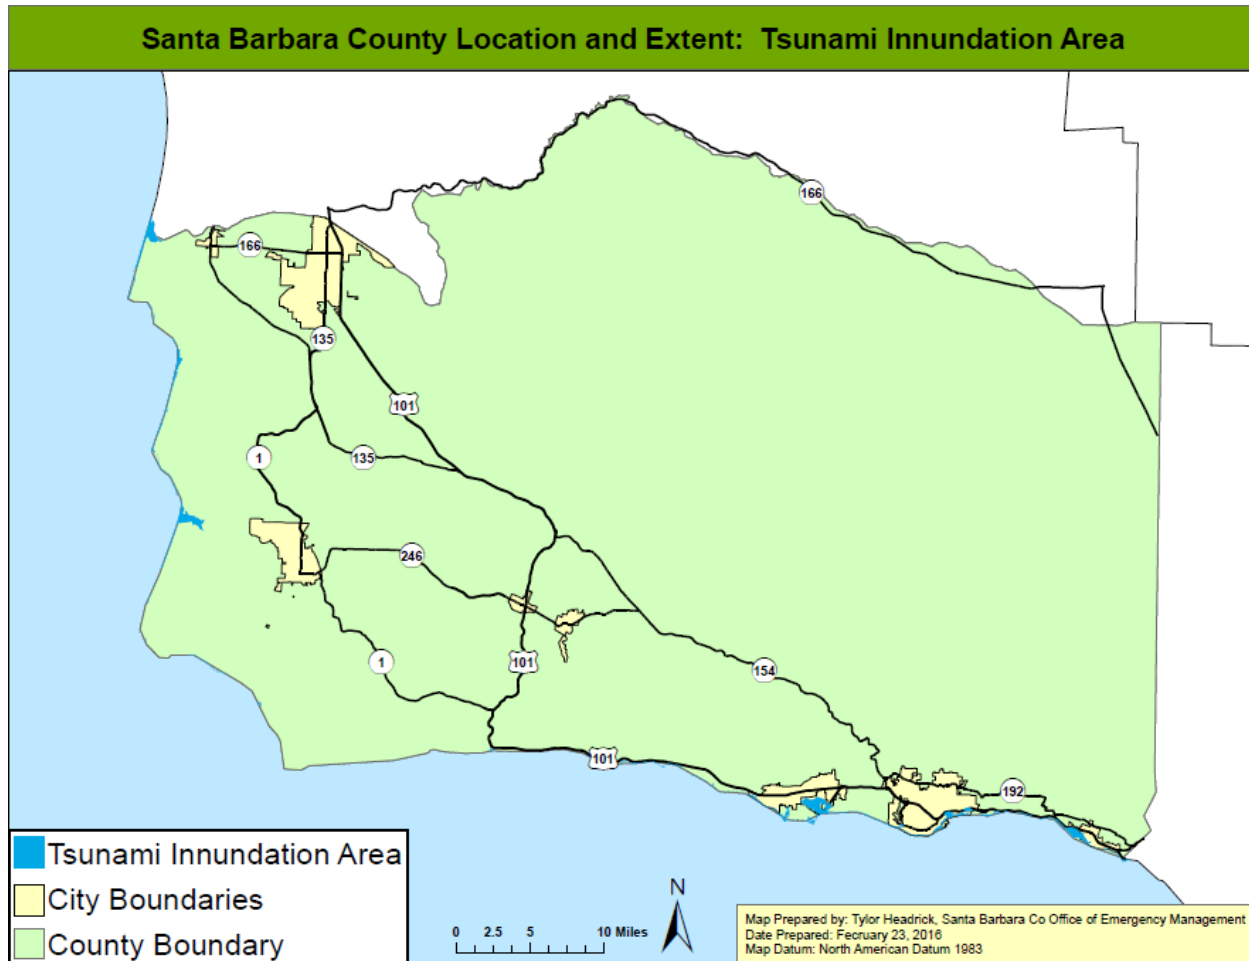 Santa Barbara County Location and Extent: Tsunami Innundation Area
166
166
135
101
1
135
246
1
101
154
101
192
Tsunami Innundation Area
City Boundaries
County Boundary
N
0 2.5 5 10 Miles
Map Prepared by: Tylor Headrick, Santa Barbara Co Office of Emergency Management
Date Prepared: Fecruary 23, 2016
Map Datum: North American Datum 1983